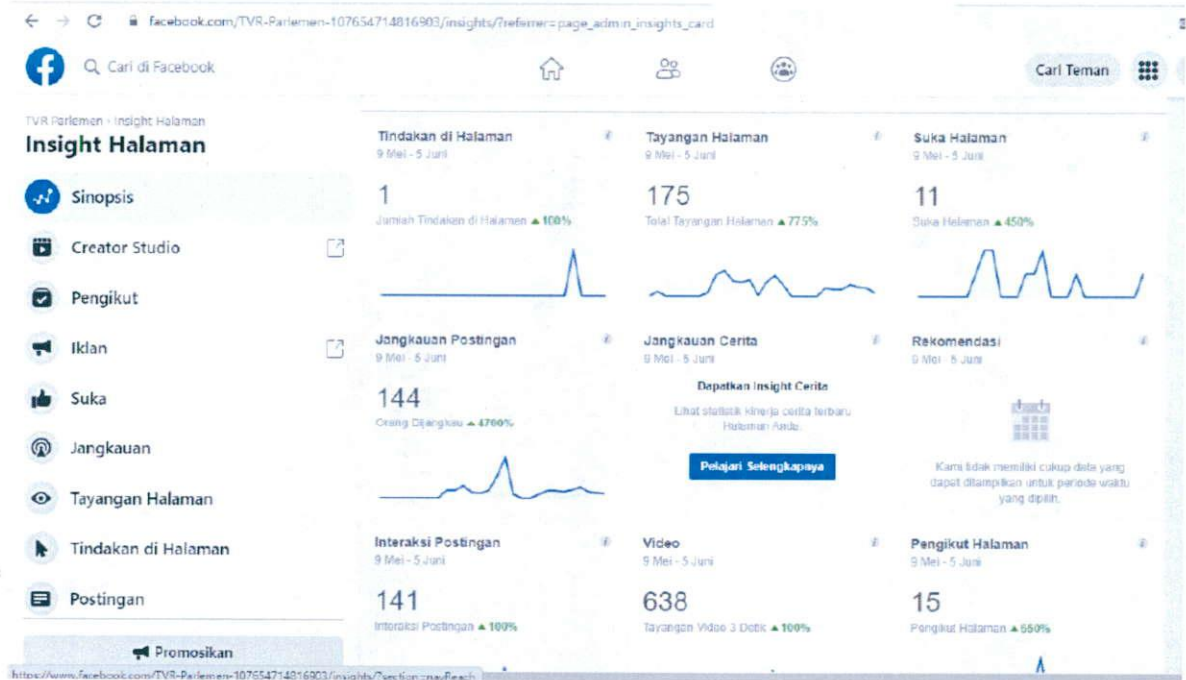 facebook.com/TVR-Parlemen-107654714816903/insights/?referrer=page_admin_insights_card
Cari di Facebook
Cari Teman
TVR Parlemen › Insight Halaman
Insight Halaman
Sinopsis
Creator Studio
Pengikut
Iklan
Suka
Jangkauan
Tayangan Halaman
Tindakan di Halaman
Postingan
Promosikan
Tindakan di Halaman
9 Mei - 5 Juni
1
Jumlah Tindakan di Halaman ▲ 100%
Tayangan Halaman
9 Mei - 5 Juni
175
Total Tayangan Halaman ▲ 775%
Suka Halaman
9 Mei - 5 Juni
11
Suka Halaman ▲ 450%
Jangkauan Postingan
9 Mei - 5 Juni
144
Orang Dijangkau ▲ 4700%
Jangkauan Cerita
9 Mei - 5 Juni
Dapatkan Insight Cerita
Lihat statistik kinerja cerita terbaru
Halaman Anda.
Pelajari Selengkapnya
Rekomendasi
9 Mei - 5 Juni
Kami tidak memiliki cukup data yang
dapat ditampilkan untuk periode waktu
yang dipilih.
Interaksi Postingan
9 Mei - 5 Juni
141
Interaksi Postingan ▲ 100%
Video
9 Mei - 5 Juni
638
Tayangan Video 3 Detik ▲ 100%
Pengikut Halaman
9 Mei - 5 Juni
15
Pengikut Halaman ▲ 650%
https://www.facebook.com/TVR-Parlemen-107654714816903/insights/?section=navReach